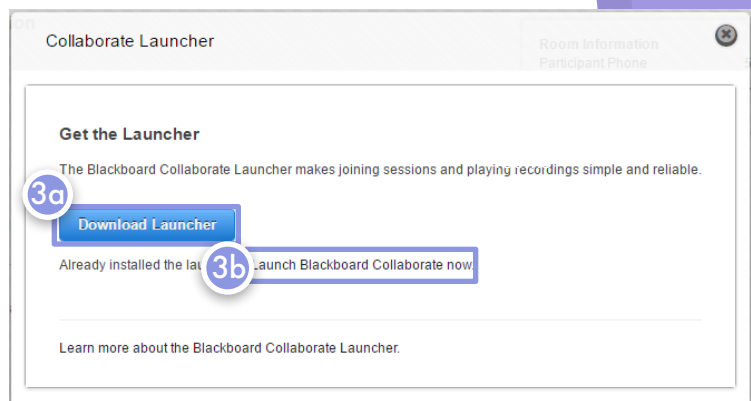 Collaborate Launcher
Room Information
Participant Phone
Get the Launcher
The Blackboard Collaborate Launcher makes joining sessions and playing recordings simple and reliable.
3a
Download Launcher
Already installed the 3b Launch Blackboard Collaborate now.
Learn more about the Blackboard Collaborate Launcher.